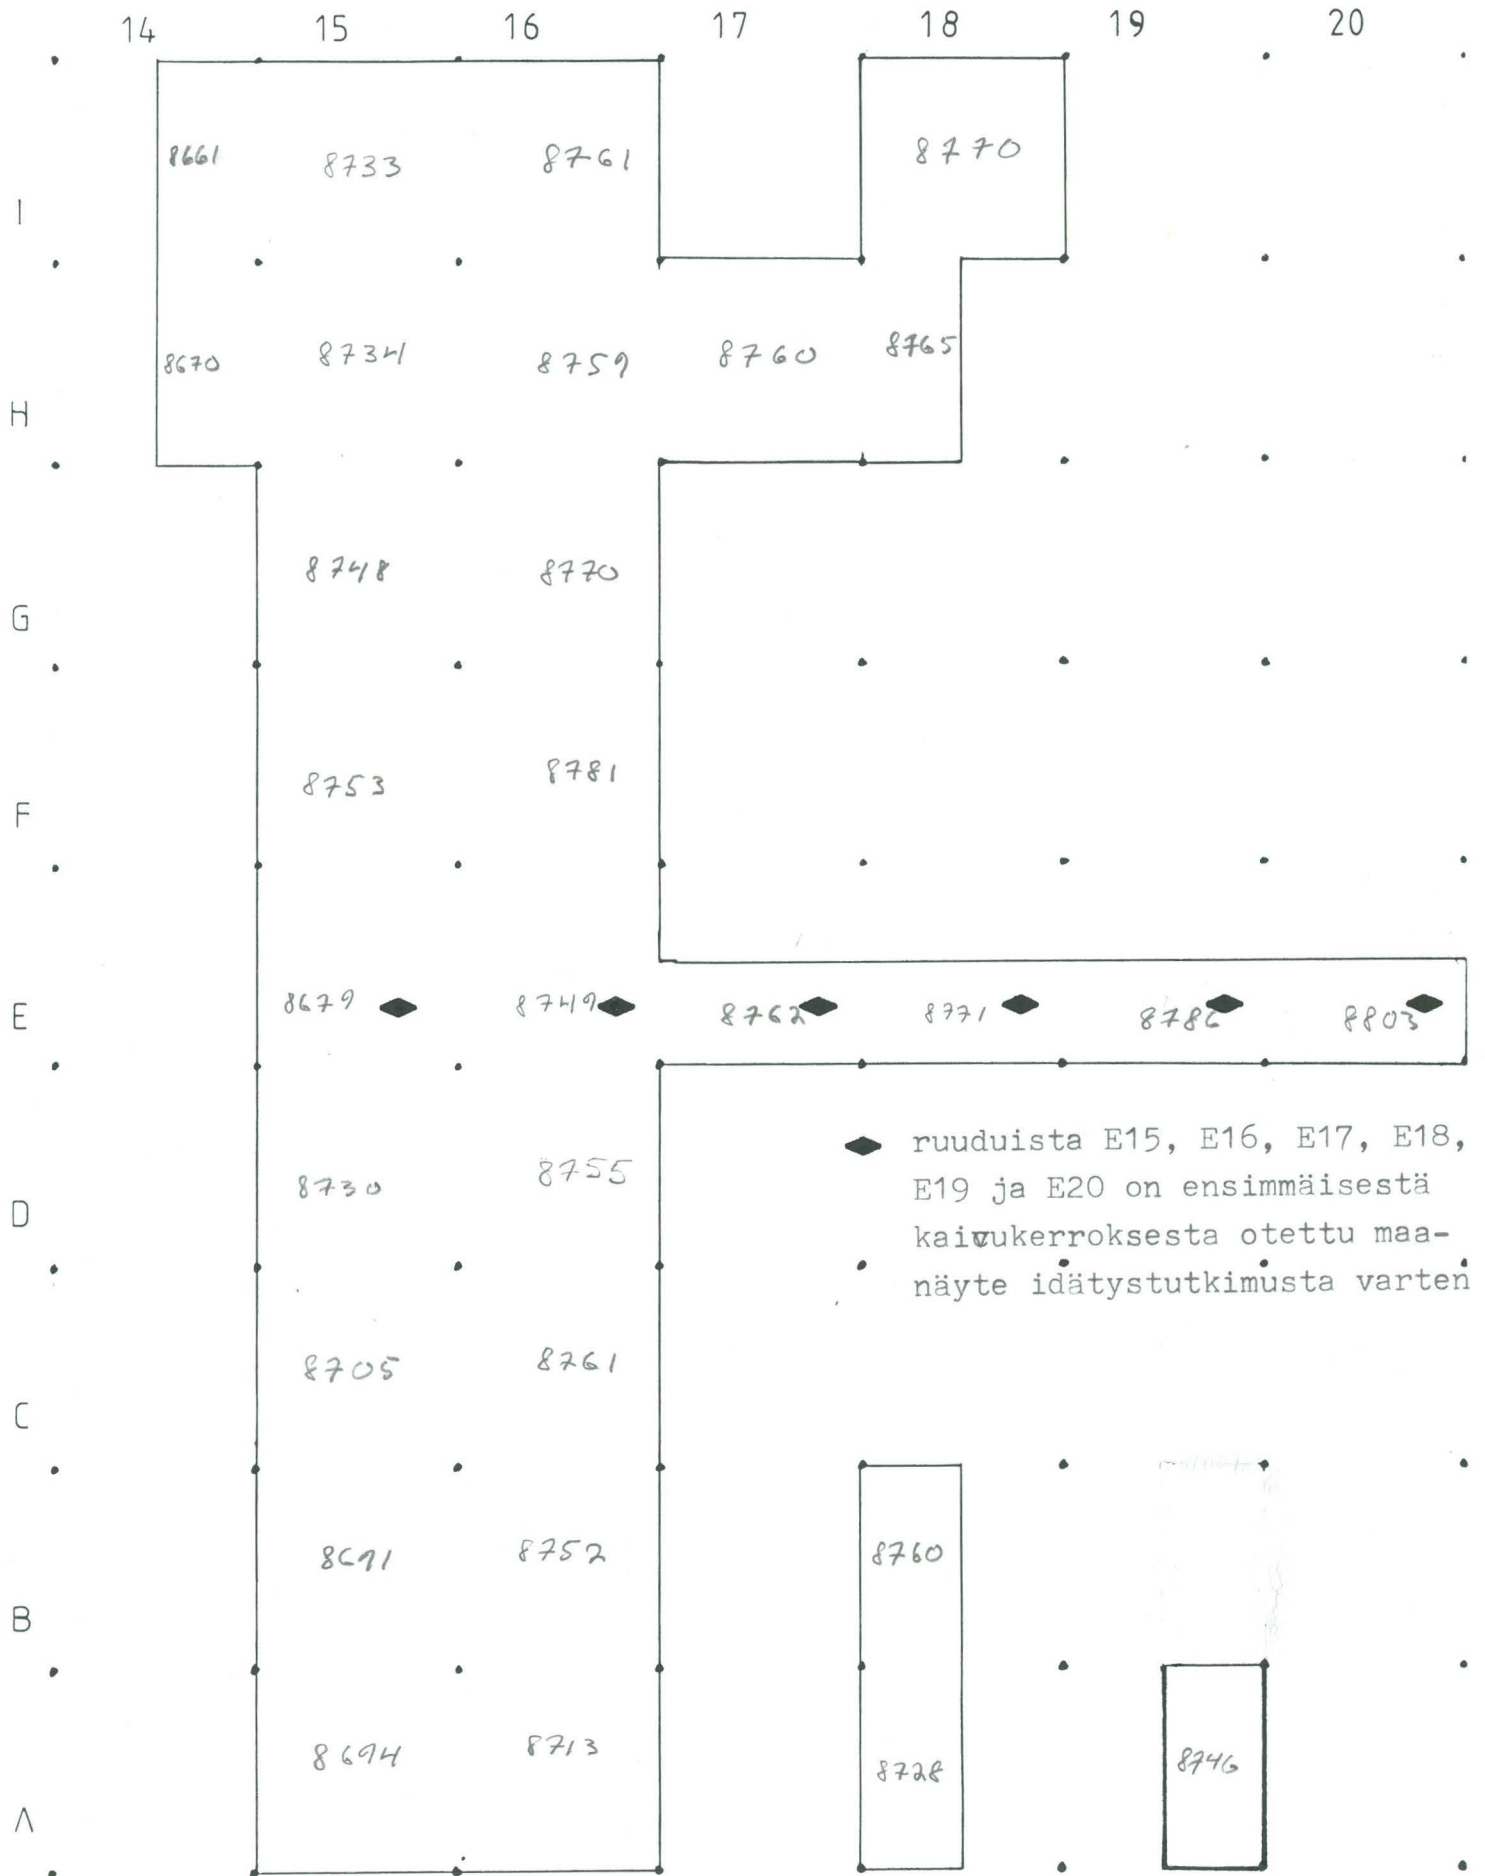 14 15 16 17 18 19 20
I 8661 8733 8761 8770
H 8670 8734 8759 8760 8765
G 8748 8770
F 8753 8781
E 8679 8749 8762 8771 8786 8803
ruuduista E15, E16, E17, E18,
E19 ja E20 on ensimmäisestä
kaivukerroksesta otettu maa-
näyte idätystutkimusta varten
D 8730 8755
C 8705 8761
B 8691 8752 8760
A 8694 8713 8728 8746